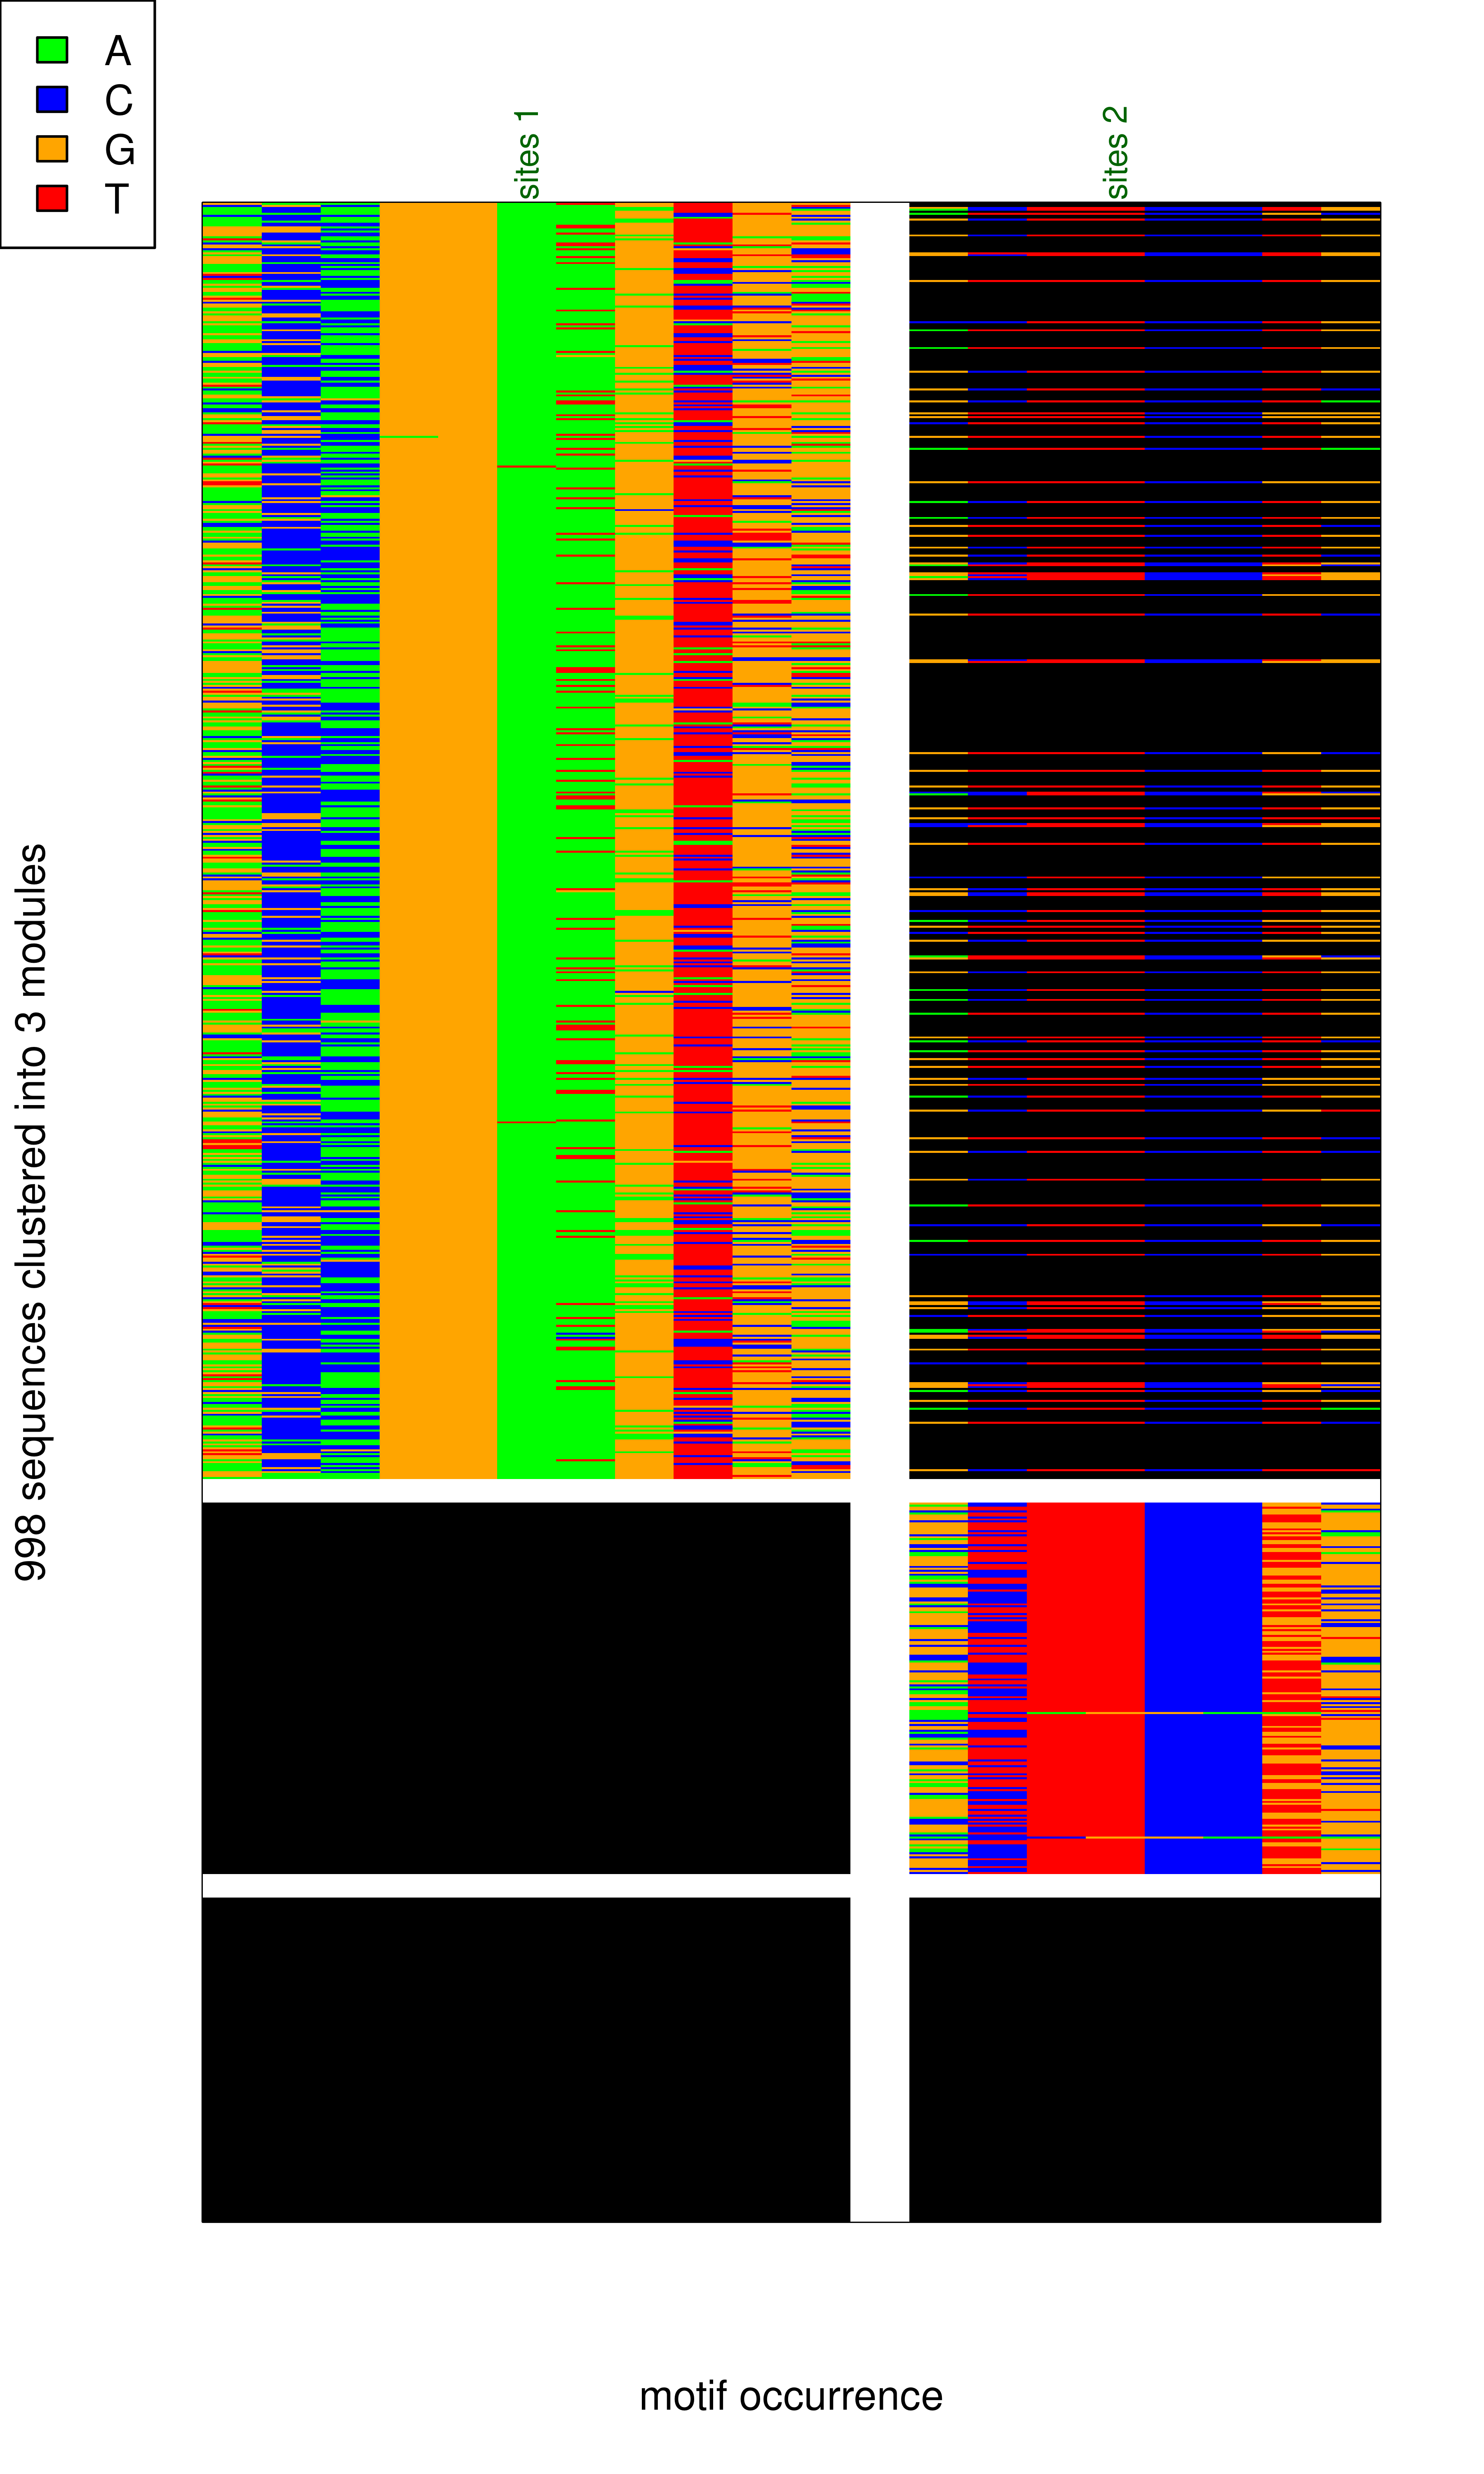 A
C
G
T
sites 1
sites 2
998 sequences clustered into 3 modules
motif occurrence